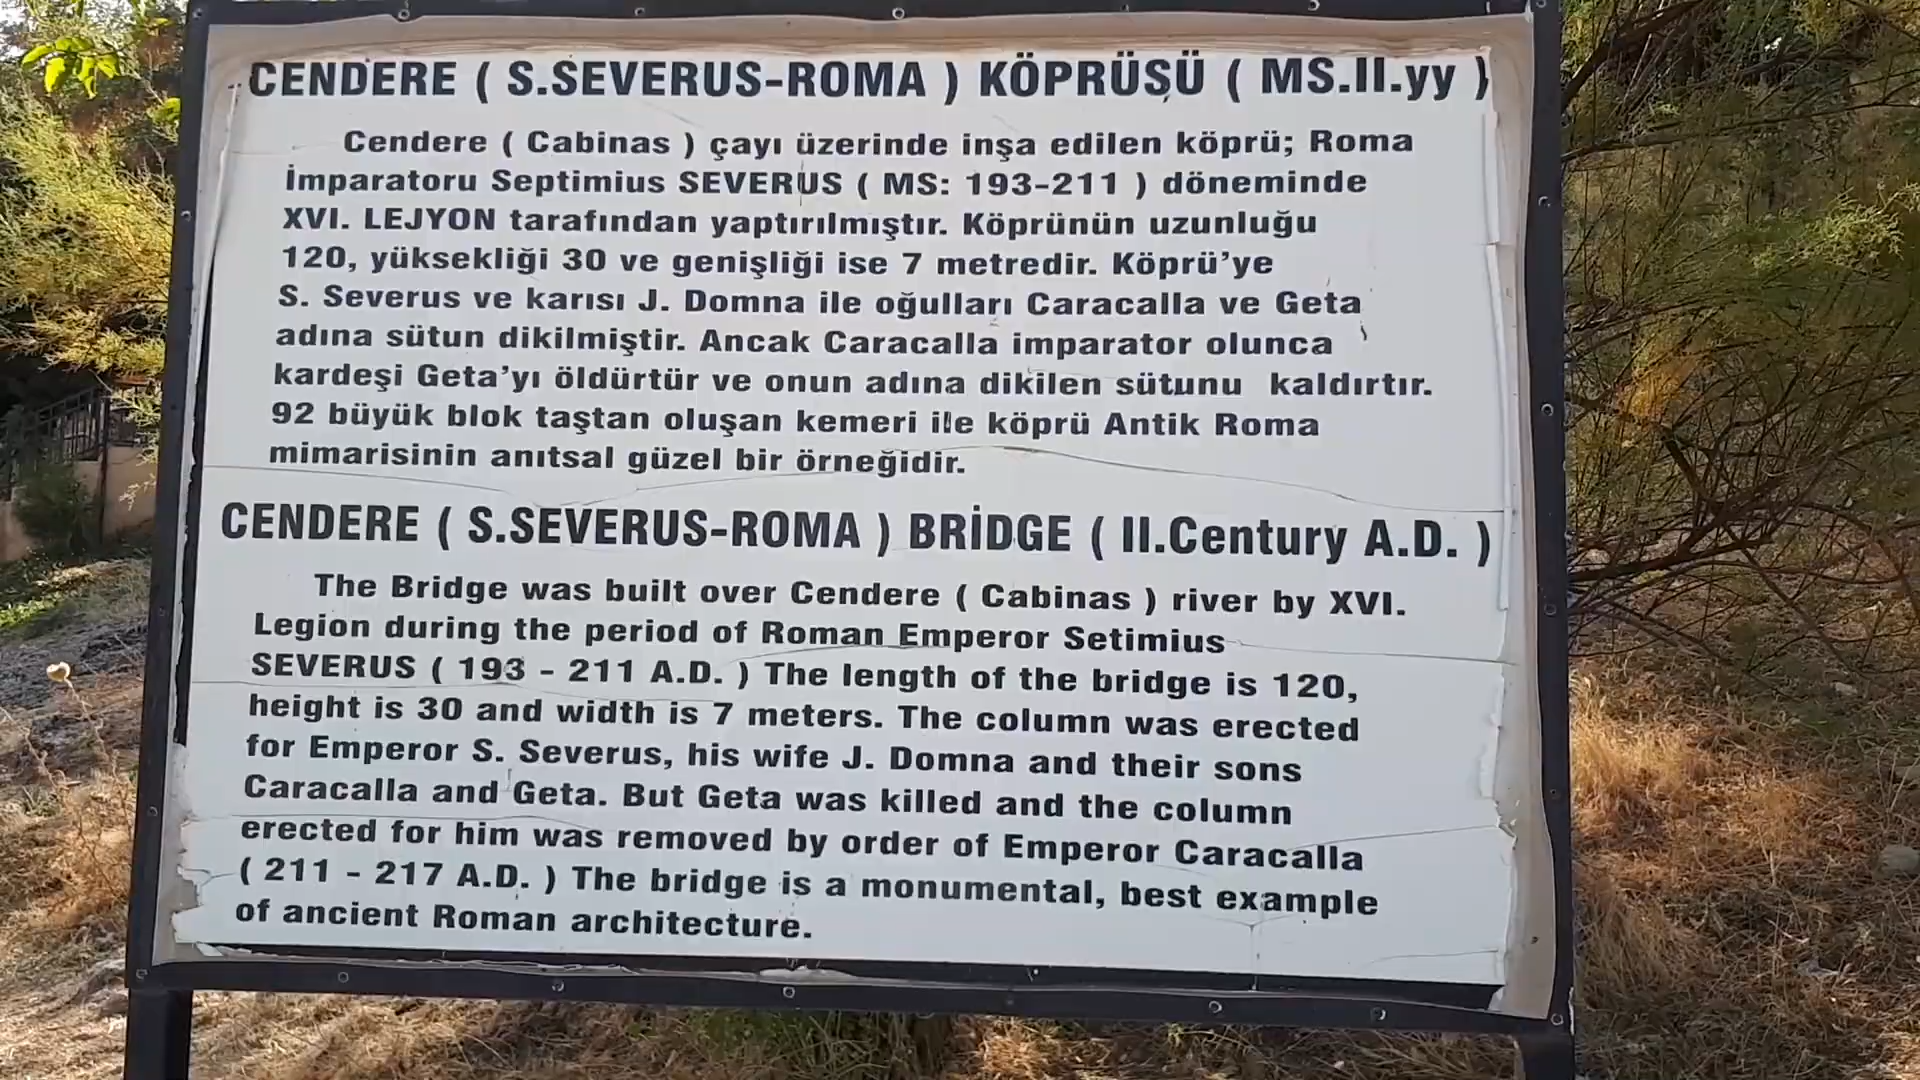 CENDERE ( S.SEVERUS-ROMA ) KÖPRÜSÜ ( MS.II.yy )
Cendere ( Cabinas ) çayı üzerinde inşa edilen köprü; Roma
İmparatoru Septimius SEVERUS ( MS: 193-211 ) döneminde
XVI. LEJYON tarafından yaptırılmıştır. Köprünün uzunluğu
120, yüksekliği 30 ve genişliği ise 7 metredir. Köprü'ye
S. Severus ve karısı J. Domna ile oğulları Caracalla ve Geta
adına sütun dikilmiştir. Ancak Caracalla imparator olunca
kardeşi Geta'yı öldürtür ve onun adına dikilen sütunu kaldırtır.
92 büyük blok taştan oluşan kemeri ile köprü Antik Roma
mimarisinin anıtsal güzel bir örneğidir.
CENDERE ( S.SEVERUS-ROMA ) BRİDGE ( II.Century A.D. )
The Bridge was built over Cendere ( Cabinas ) river by XVI.
Legion during the period of Roman Emperor Setimius
SEVERUS ( 193 - 211 A.D. ) The length of the bridge is 120,
height is 30 and width is 7 meters. The column was erected
for Emperor S. Severus, his wife J. Domna and their sons
Caracalla and Geta. But Geta was killed and the column
erected for him was removed by order of Emperor Caracalla
( 211 - 217 A.D. ) The bridge is a monumental, best example
of ancient Roman architecture.